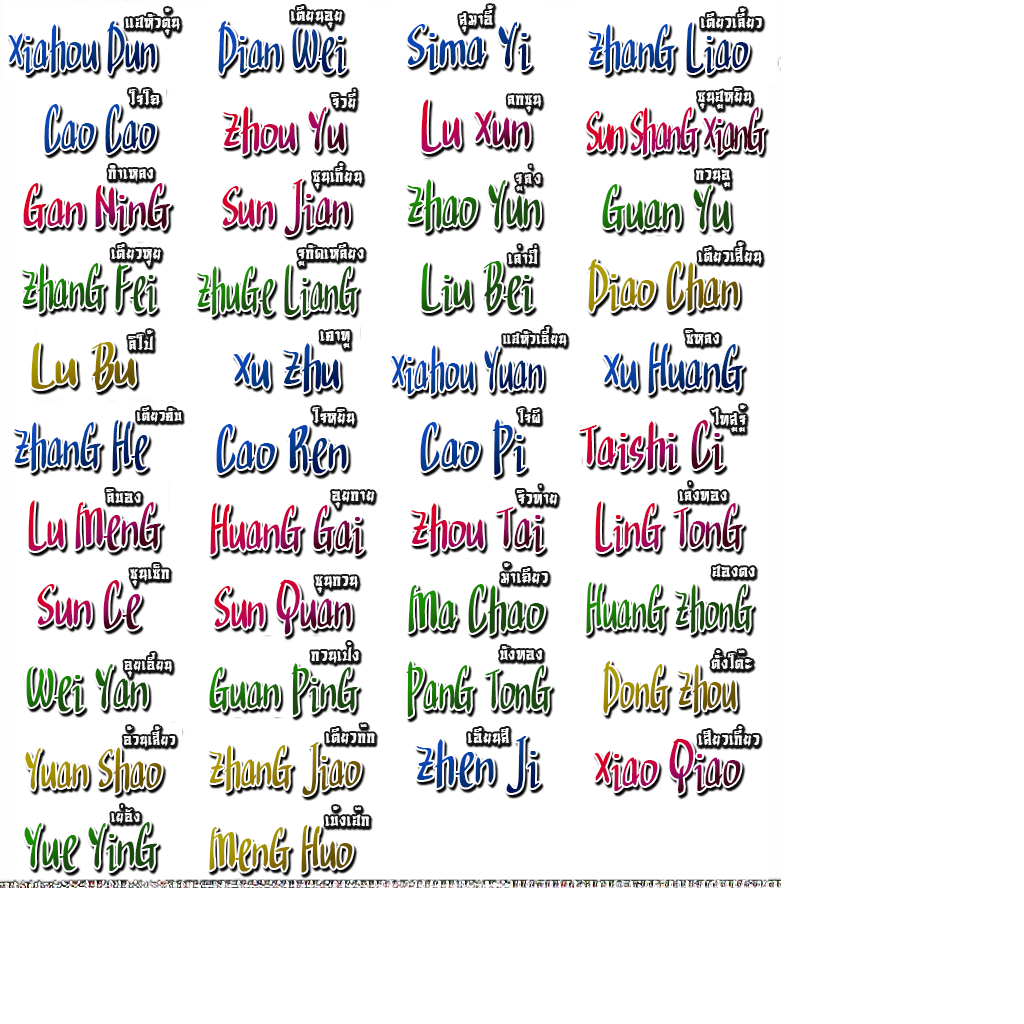 แฮหัวตุ้น เตียนอุย สุมาอี้ เตียวเลี้ยว
Xiahou Dun Dian Wei Sima Yi Zhang Liao
โจโฉ จิวยี่ ลกซุน ซุนฮูหยิน
Cao Cao Zhou Yu Lu Xun Sun Shang Xiang
กำเหลง ซุนเกี๋ยน จูล่ง กวนอู
Gan Ning Sun Jian Zhao Yun Guan Yu
เตียวหุย จูกัดเหลียง เล่าปี่ เตียวเสี้ยน
Zhang Fei Zhuge Liang Liu Bei Diao Chan
ลิโป้ เคาทู แฮหัวเอี๋ยน ซิหลง
Lu Bu Xu Zhu Xiahou Yuan Xu Huang
เตียวคับ โจหยิน โจผี ไทสูจู้
Zhang He Cao Ren Cao Pi Taishi Ci
ลิบอง อุยกาย จิวท่าย เล่งทอง
Lu Meng Huang Gai Zhou Tai Ling Tong
ซุนเซ็ก ซุนกวน ม้าเฉียว ฮองตง
Sun Ce Sun Quan Ma Chao Huang Zhong
อุยเอี๋ยน กวนเป๋ง บังทอง ตั๋งโต๊ะ
Wei Yan Guan Ping Pang Tong Dong Zhou
อ้วนเสี้ยว เตียวก๊ก เอียนสี เสียวเกี้ยว
Yuan Shao Zhang Jiao Zhen Ji Xiao Qiao
เย่อิง เบ้งเฮ็ก
Yue Ying Meng Huo